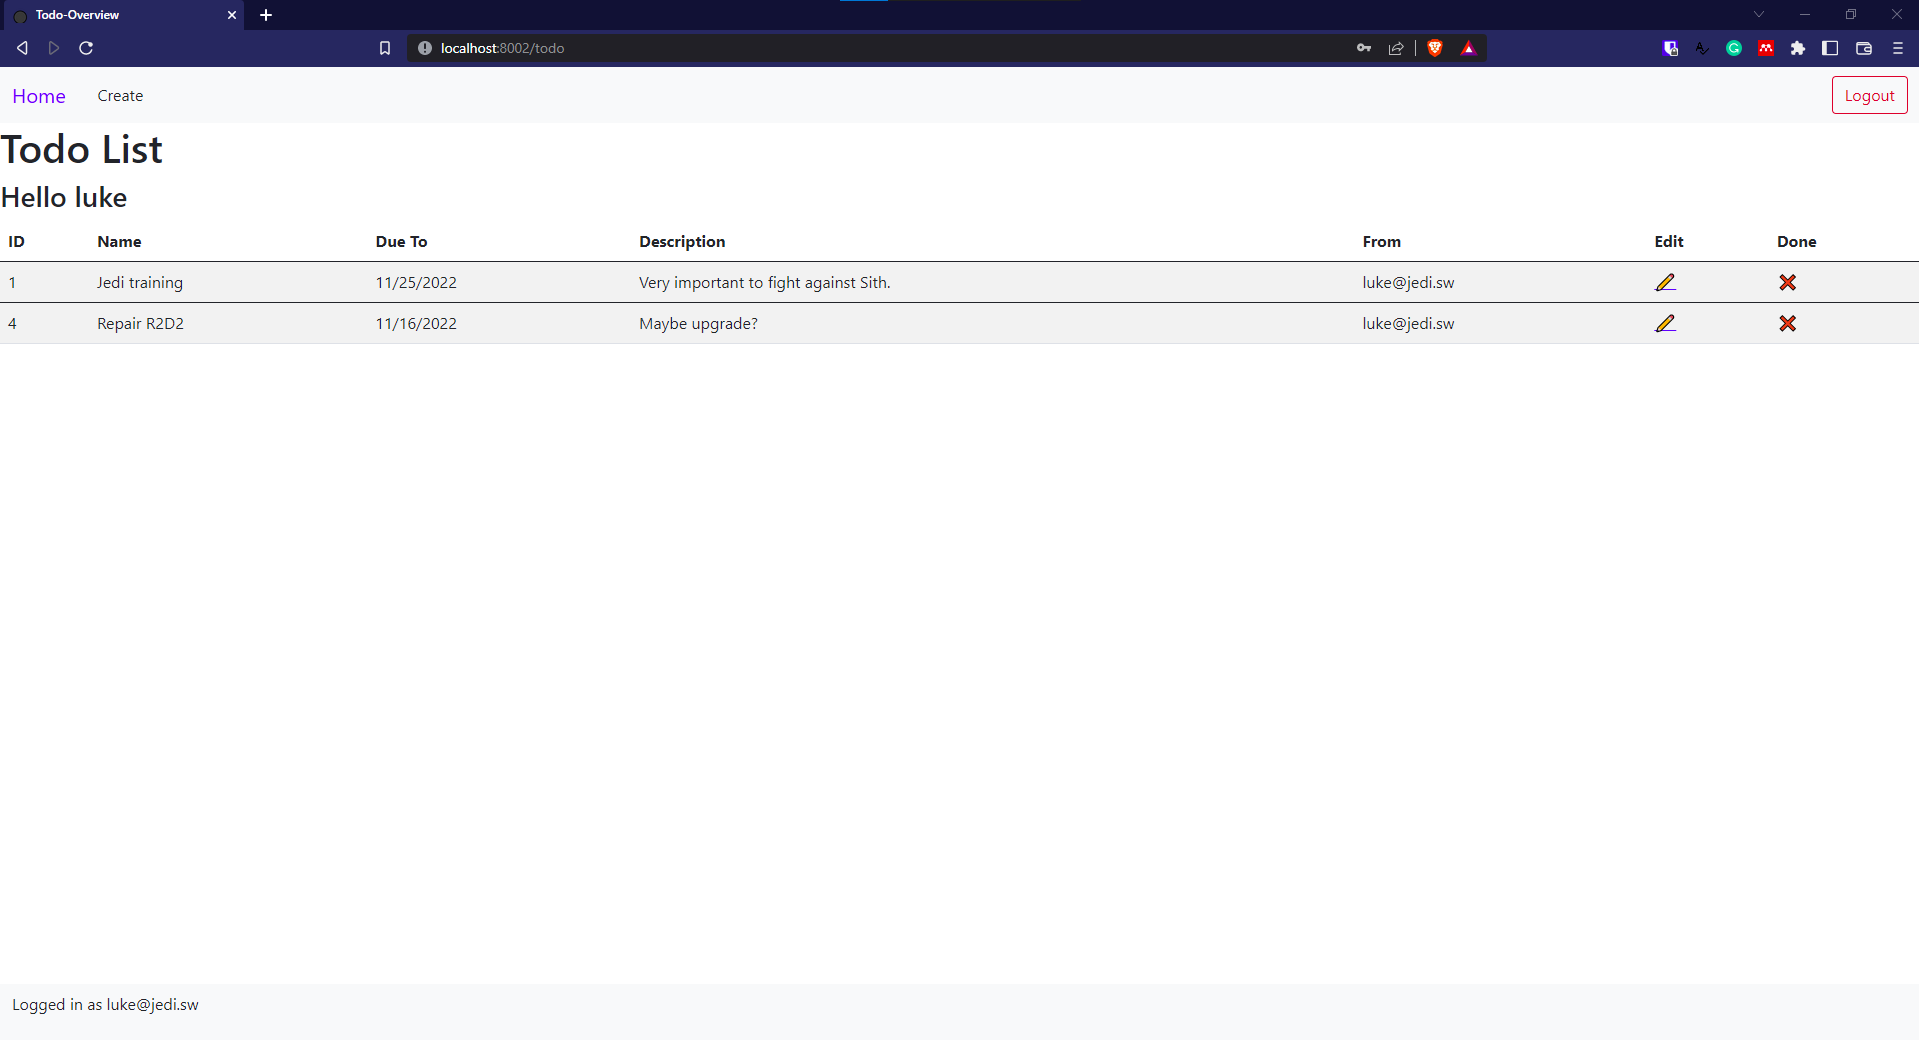 Todo-Overview
localhost:8002/todo
Home Create Logout
Todo List
Hello luke
ID Name Due To Description From Edit Done
1 Jedi training 11/25/2022 Very important to fight against Sith. luke@jedi.sw
4 Repair R2D2 11/16/2022 Maybe upgrade? luke@jedi.sw
Logged in as luke@jedi.sw